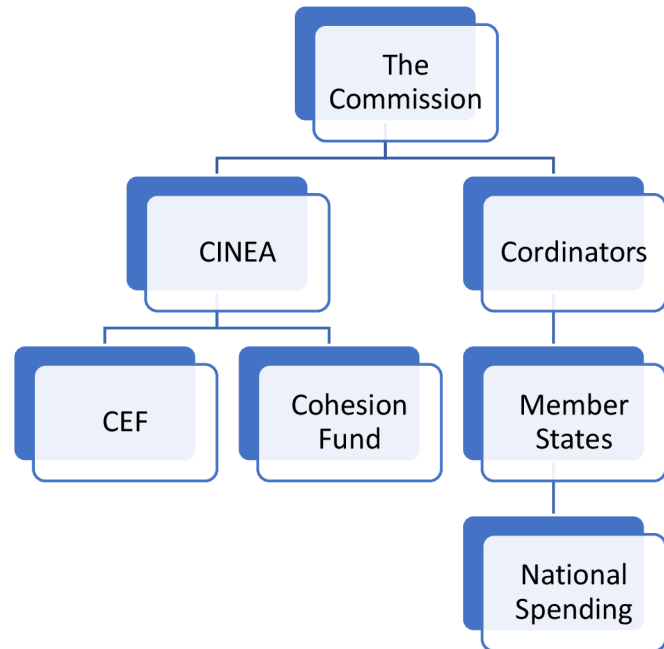 The
Commission
CINEA
Cordinators
CEF
Cohesion
Fund
Member
States
National
Spending